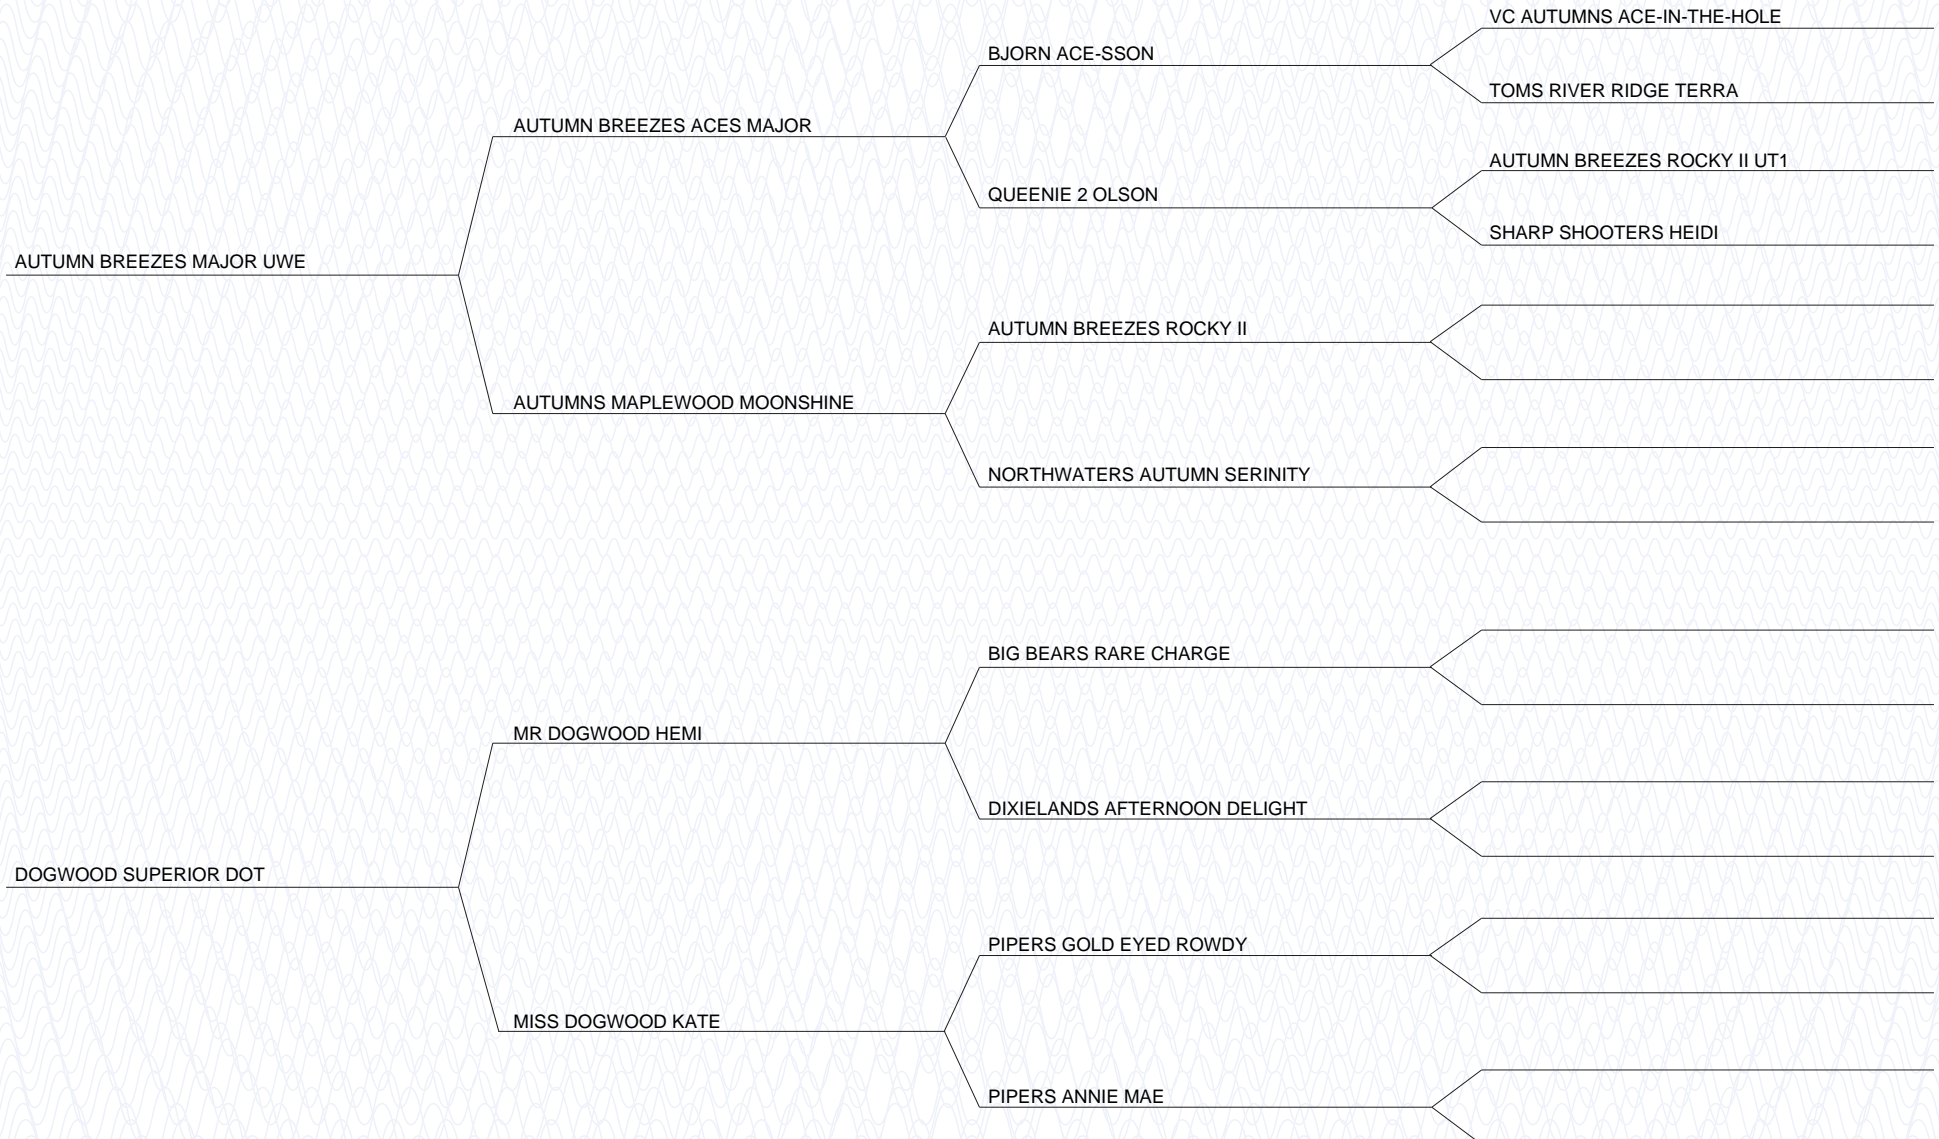 VC AUTUMNS ACE-IN-THE-HOLE
BJORN ACE-SSON
TOMS RIVER RIDGE TERRA
AUTUMN BREEZES ACES MAJOR
AUTUMN BREEZES ROCKY II UT1
QUEENIE 2 OLSON
SHARP SHOOTERS HEIDI
AUTUMN BREEZES MAJOR UWE
AUTUMN BREEZES ROCKY II
AUTUMNS MAPLEWOOD MOONSHINE
NORTHWATERS AUTUMN SERINITY
BIG BEARS RARE CHARGE
MR DOGWOOD HEMI
DIXIELANDS AFTERNOON DELIGHT
DOGWOOD SUPERIOR DOT
PIPERS GOLD EYED ROWDY
MISS DOGWOOD KATE
PIPERS ANNIE MAE